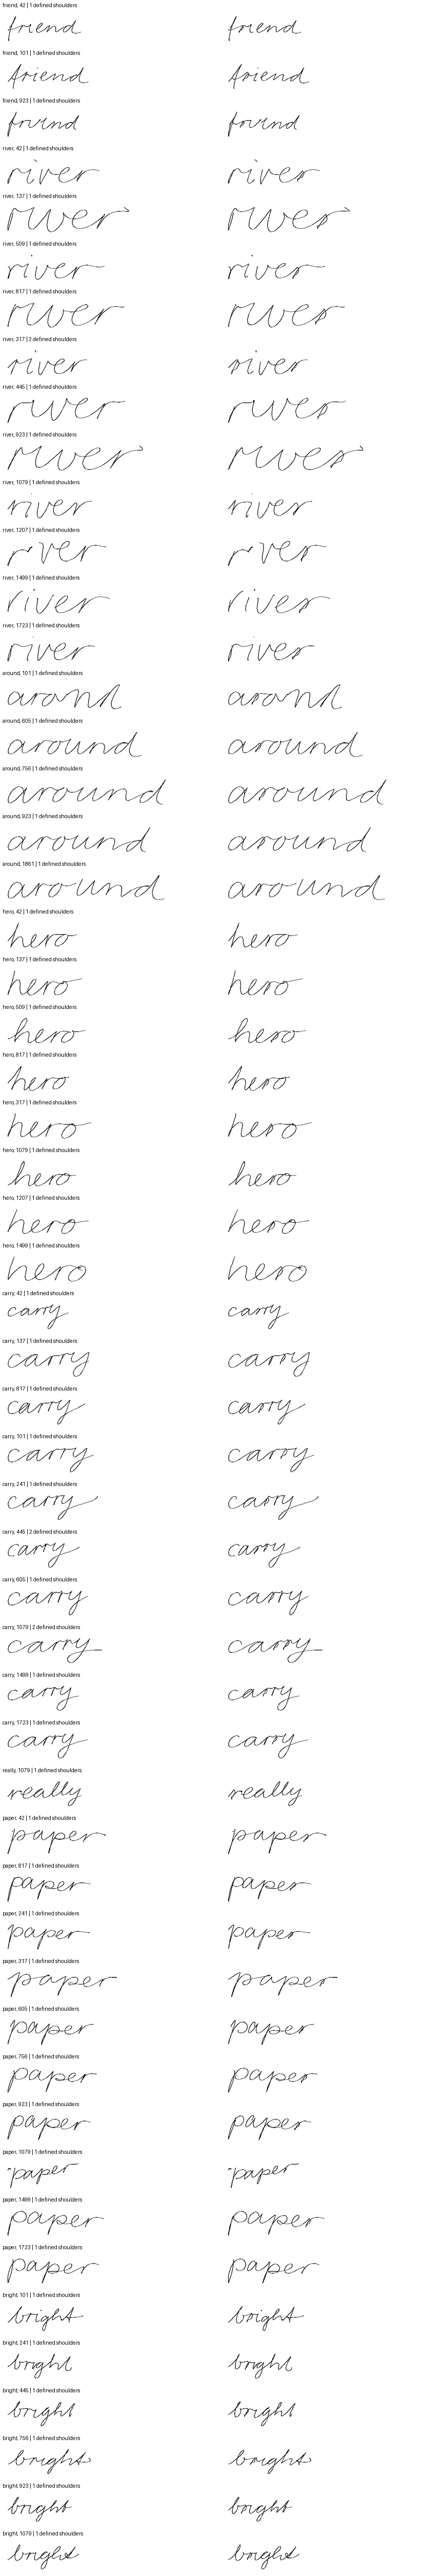 friend, 42 | 1 defined shoulders
friend friend
friend, 101 | 1 defined shoulders
friend friend
friend, 923 | 1 defined shoulders
friend friend
river, 42 | 1 defined shoulders
river river
river, 137 | 1 defined shoulders
river river
river, 509 | 1 defined shoulders
river river
river, 817 | 1 defined shoulders
river river
river, 317 | 2 defined shoulders
river river
river, 445 | 1 defined shoulders
river river
river, 923 | 1 defined shoulders
river river
river, 1079 | 1 defined shoulders
river river
river, 1207 | 1 defined shoulders
river river
river, 1499 | 1 defined shoulders
river river
river, 1723 | 1 defined shoulders
river river
around, 101 | 1 defined shoulders
around around
around, 605 | 1 defined shoulders
around around
around, 756 | 1 defined shoulders
around around
around, 923 | 1 defined shoulders
around around
around, 1861 | 1 defined shoulders
around around
hero, 42 | 1 defined shoulders
hero hero
hero, 137 | 1 defined shoulders
hero hero
hero, 509 | 1 defined shoulders
hero hero
hero, 817 | 1 defined shoulders
hero hero
hero, 317 | 1 defined shoulders
hero hero
hero, 1079 | 1 defined shoulders
hero hero
hero, 1207 | 1 defined shoulders
hero hero
hero, 1499 | 1 defined shoulders
hero hero
carry, 42 | 1 defined shoulders
carry carry
carry, 137 | 1 defined shoulders
carry carry
carry, 817 | 1 defined shoulders
carry carry
carry, 101 | 1 defined shoulders
carry carry
carry, 241 | 1 defined shoulders
carry carry
carry, 445 | 2 defined shoulders
carry carry
carry, 605 | 1 defined shoulders
carry carry
carry, 1079 | 2 defined shoulders
carry carry
carry, 1499 | 1 defined shoulders
carry carry
carry, 1723 | 1 defined shoulders
carry carry
really, 1079 | 1 defined shoulders
really really
paper, 42 | 1 defined shoulders
paper paper
paper, 817 | 1 defined shoulders
paper paper
paper, 241 | 1 defined shoulders
paper paper
paper, 317 | 1 defined shoulders
paper paper
paper, 605 | 1 defined shoulders
paper paper
paper, 756 | 1 defined shoulders
paper paper
paper, 923 | 1 defined shoulders
paper paper
paper, 1079 | 1 defined shoulders
paper paper
paper, 1499 | 1 defined shoulders
paper paper
paper, 1723 | 1 defined shoulders
paper paper
bright, 101 | 1 defined shoulders
bright bright
bright, 241 | 1 defined shoulders
bright bright
bright, 445 | 1 defined shoulders
bright bright
bright, 756 | 1 defined shoulders
bright bright
bright, 923 | 1 defined shoulders
bright bright
bright, 1079 | 1 defined shoulders
bright bright